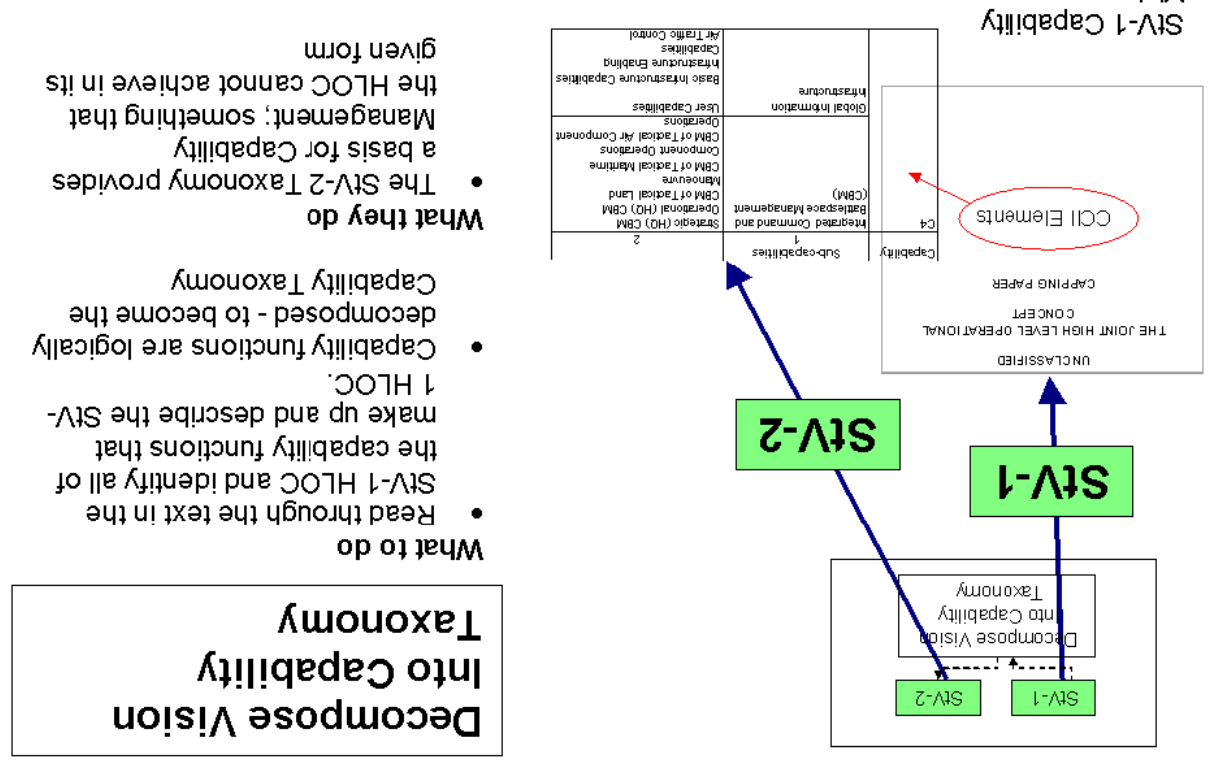 StV-1
StV-2
Decompose Vision
Into Capability
Taxonomy
StV-1
StV-2
UNCLASSIFIED
THE JOINT HIGH LEVEL OPERATIONAL
CONCEPT
CAPPING PAPER
CCII Elements
StV-1 Capability
Capability
Sub-capabilities
1
2
C4
Integrated Command and
Battlespace Management
(CBM)
Strategic (HQ) CBM
Operational (HQ) CBM
CBM of Tactical Land
Manoeuvre
CBM of Tactical Maritime
Component Operations
CBM of Tactical Air Component
Operations
Global Information
Infrastructure
User Capabilities
Basic Infrastructure Capabilities
Infrastructure Enabling
Capabilities
Air Traffic Control
Decompose Vision
Into Capability
Taxonomy
What to do
• Read through the text in the
StV-1 HLOC and identify all of
the capability functions that
make up and describe the StV-
1 HLOC.
• Capability functions are logically
decomposed - to become the
Capability Taxonomy
What they do
• The StV-2 Taxonomy provides
a basis for Capability
Management; something that
the HLOC cannot achieve in its
given form